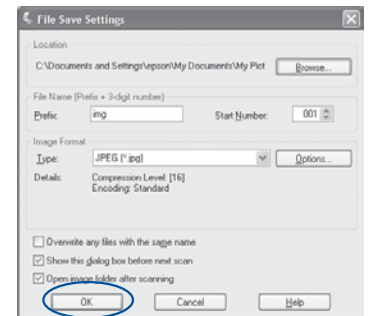 File Save Settings
Location
C:\Documents and Settings\epson\My Documents\My Pict
Browse...
File Name (Prefix + 3-digit number)
Prefix: img
Start Number: 001
Image Format
Type: JPEG (*.jpg)
Options...
Details: Compression Level: [16]
Encoding: Standard
Overwrite any files with the same name
Show this dialog box before next scan
Open image folder after scanning
OK Cancel Help